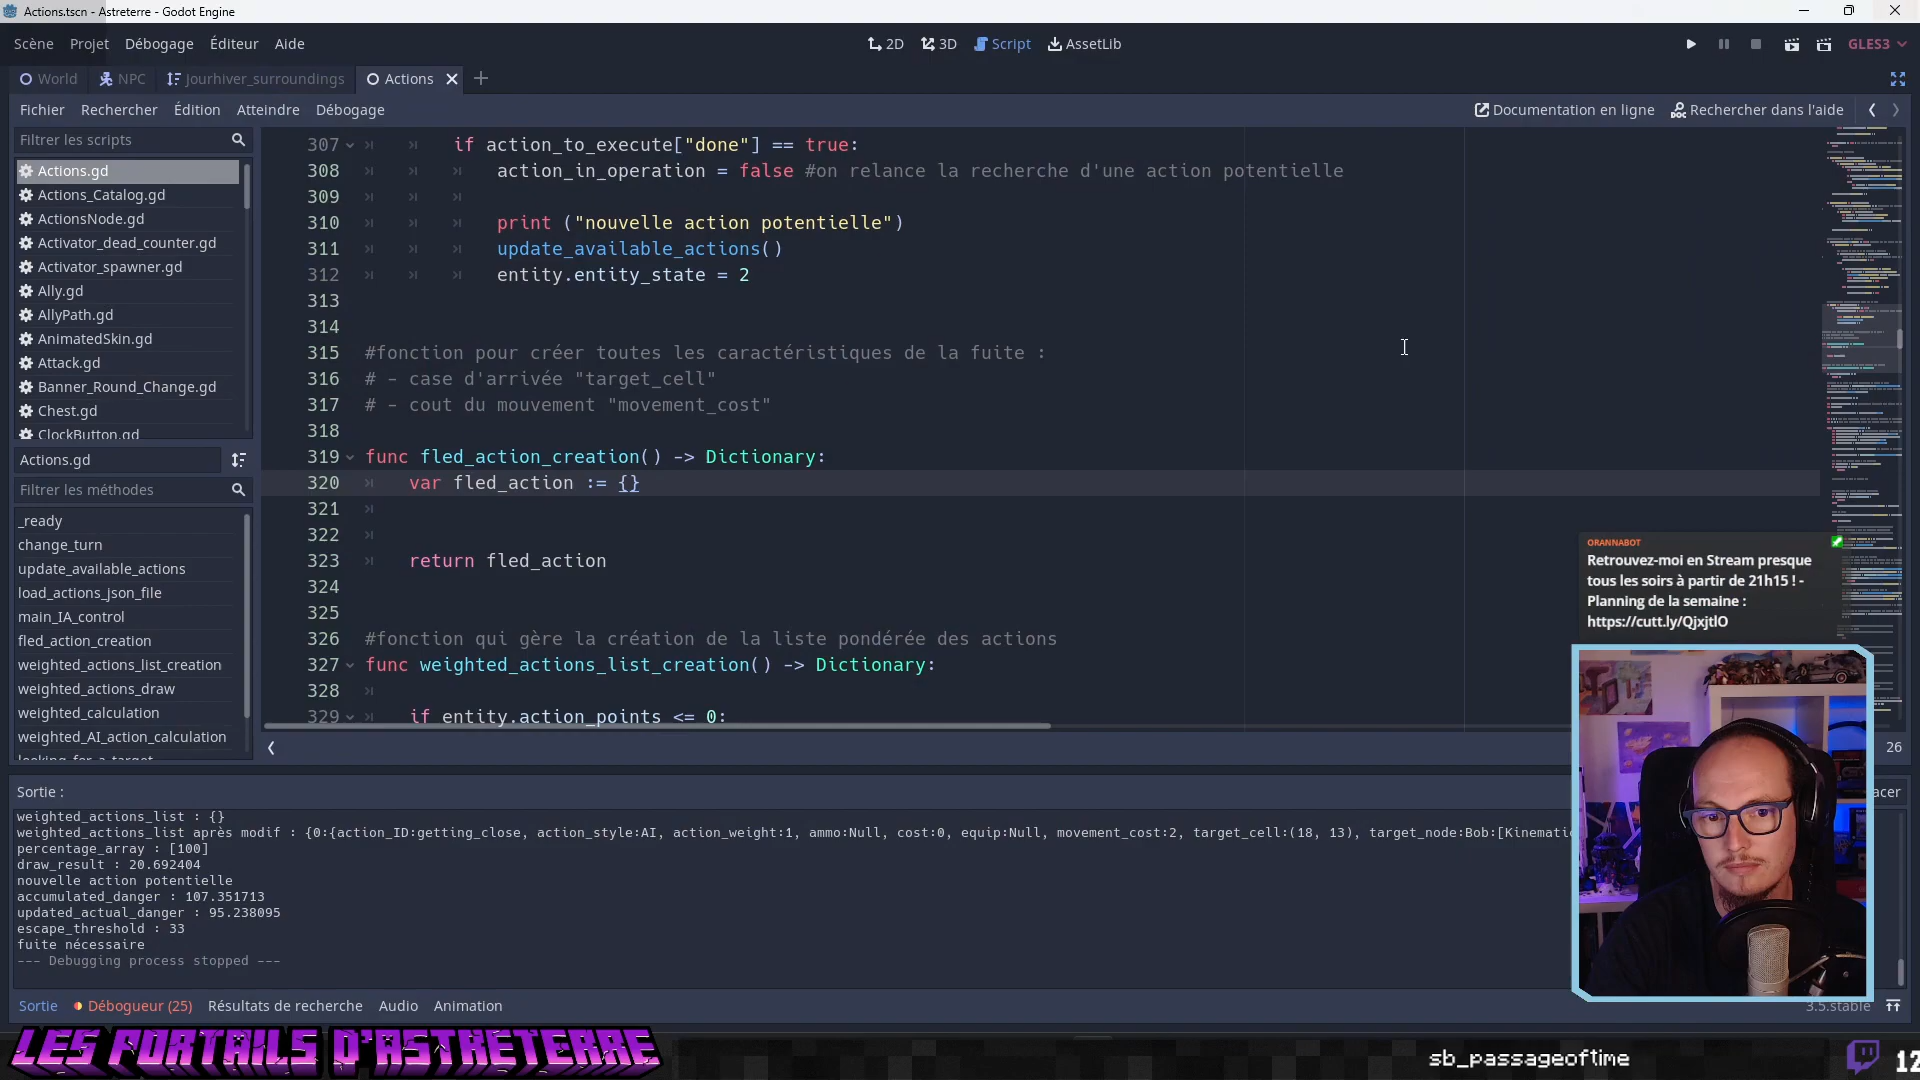 Actions.tscn - Astreterre - Godot Engine
Scène Projet Débogage Éditeur Aide
2D 3D Script AssetLib
GLES3
World NPC Jourhiver_surroundings Actions
Fichier Rechercher Édition Atteindre Débogage
Documentation en ligne Rechercher dans l'aide
Filtrer les scripts
Actions.gd
Actions_Catalog.gd
ActionsNode.gd
Activator_dead_counter.gd
Activator_spawner.gd
Ally.gd
AllyPath.gd
AnimatedSkin.gd
Attack.gd
Banner_Round_Change.gd
Chest.gd
ClockButton.gd
Actions.gd
Filtrer les méthodes
_ready
change_turn
update_available_actions
load_actions_json_file
main_IA_control
fled_action_creation
weighted_actions_list_creation
weighted_actions_draw
weighted_calculation
weighted_AI_action_calculation
looking_for_a_target
307 if action_to_execute["done"] == true:
308 action_in_operation = false #on relance la recherche d'une action potentielle
309
310 print ("nouvelle action potentielle")
311 update_available_actions()
312 entity.entity_state = 2
313
314
315 #fonction pour créer toutes les caractéristiques de la fuite :
316 # - case d'arrivée "target_cell"
317 # - cout du mouvement "movement_cost"
318
319 func fled_action_creation() -> Dictionary:
320 var fled_action := {}
321
322
323 return fled_action
324
325
326 #fonction qui gère la création de la liste pondérée des actions
327 func weighted_actions_list_creation() -> Dictionary:
328
329 if entity.action_points <= 0:
26
ORANNABOT
Retrouvez-moi en Stream presque
tous les soirs à partir de 21h15 ! -
Planning de la semaine :
https://cutt.ly/QjxjtlO
Sortie :
acer
weighted_actions_list : {}
weighted_actions_list après modif : {0:{action_ID:getting_close, action_style:AI, action_weight:1, ammo:Null, cost:0, equip:Null, movement_cost:2, target_cell:(18, 13), target_node:Bob:[Kinematic
percentage_array : [100]
draw_result : 20.692404
nouvelle action potentielle
accumulated_danger : 107.351713
updated_actual_danger : 95.238095
escape_threshold : 33
fuite nécessaire
--- Debugging process stopped ---
Sortie Débogueur (25) Résultats de recherche Audio Animation
3.5.stable
LES PORTAILS D'ASTRETERRE
sb_passageoftime
12